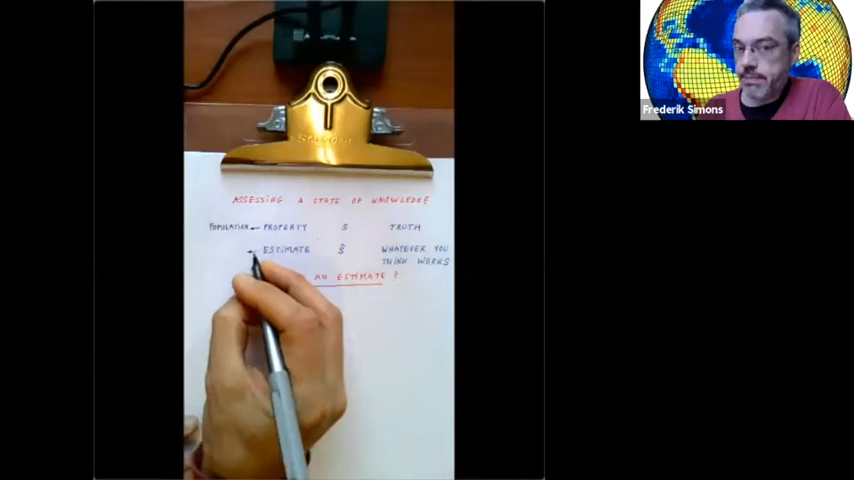 ASSESSING A STATE OF KNOWLEDGE
POPULATION ← PROPERTY S TRUTH
← ESTIMATE Ŝ WHATEVER YOU
THINK WORKS
AN ESTIMATE ?
Frederik Simons